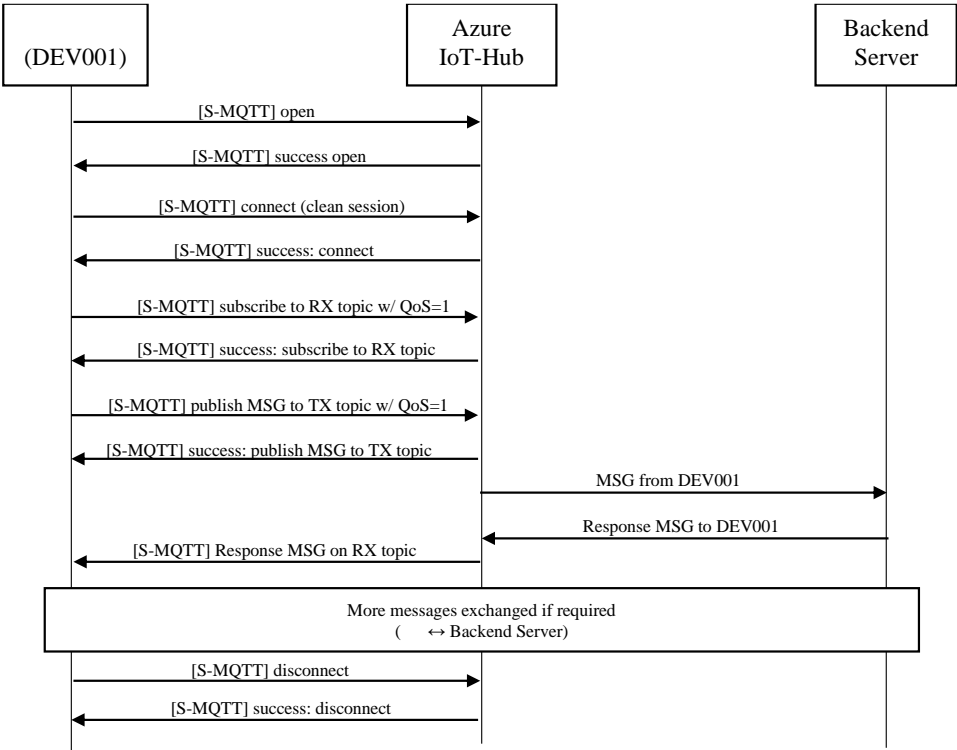 (DEV001)
Azure
IoT-Hub
Backend
Server
[S-MQTT] open
[S-MQTT] success open
[S-MQTT] connect (clean session)
[S-MQTT] success: connect
[S-MQTT] subscribe to RX topic w/ QoS=1
[S-MQTT] success: subscribe to RX topic
[S-MQTT] publish MSG to TX topic w/ QoS=1
[S-MQTT] success: publish MSG to TX topic
MSG from DEV001
Response MSG to DEV001
[S-MQTT] Response MSG on RX topic
More messages exchanged if required
( ↔ Backend Server)
[S-MQTT] disconnect
[S-MQTT] success: disconnect